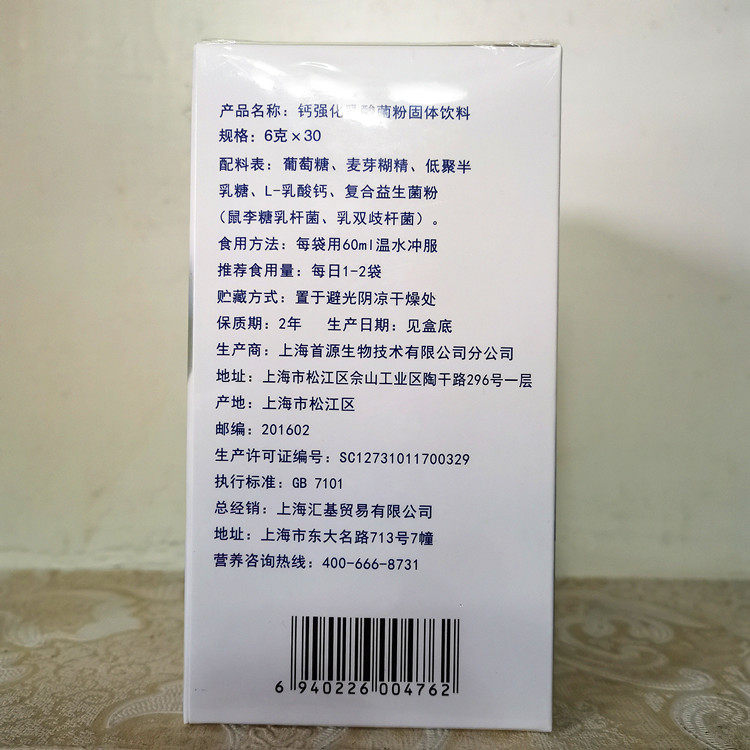 产品名称：钙强化乳酸菌粉固体饮料
规格：6克×30
配料表：葡萄糖、麦芽糊精、低聚半
乳糖、L-乳酸钙、复合益生菌粉
（鼠李糖乳杆菌、乳双歧杆菌）。
食用方法：每袋用60ml温水冲服
推荐食用量：每日1-2袋
贮藏方式：置于避光阴凉干燥处
保质期：2年 生产日期：见盒底
生产商：上海首源生物技术有限公司分公司
地址：上海市松江区佘山工业区陶干路296号一层
产地：上海市松江区
邮编：201602
生产许可证编号：SC12731011700329
执行标准：GB 7101
总经销：上海汇基贸易有限公司
地址：上海市东大名路713号7幢
营养咨询热线：400-666-8731
6 940226 004762